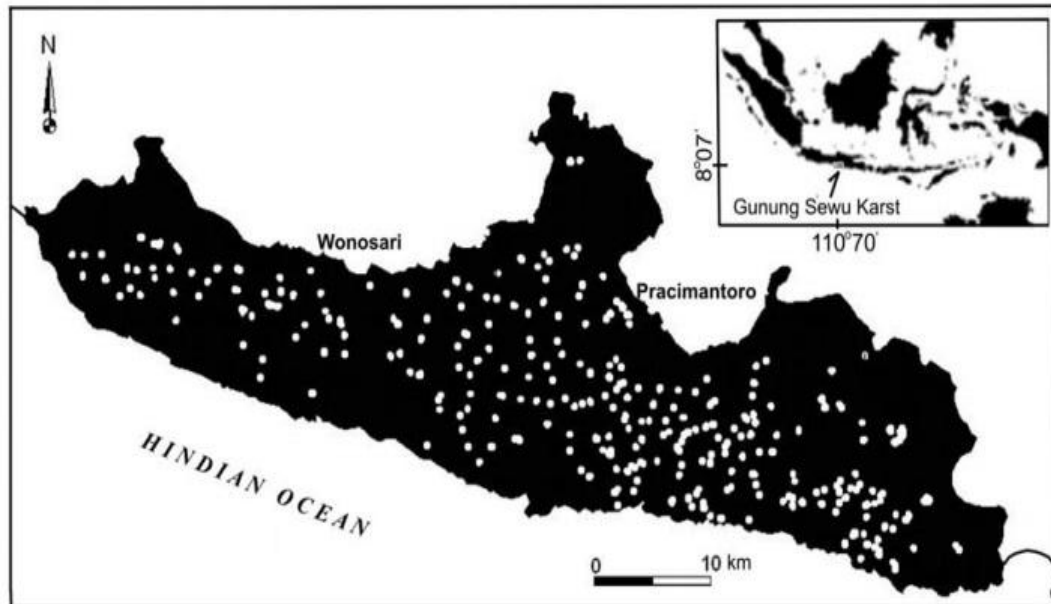 N
8°07'
Gunung Sewu Karst
110°70'
Wonosari
Pracimantoro
HINDIAN OCEAN
0 10 km